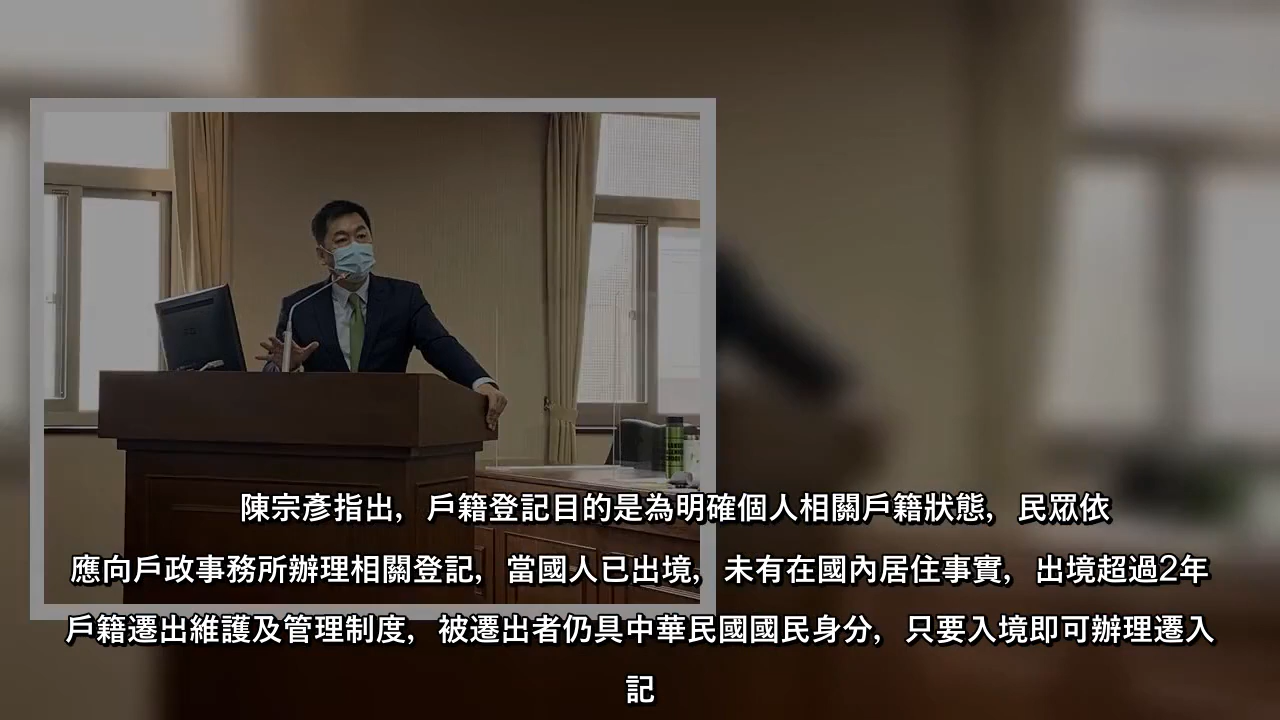 陳宗彥指出，戶籍登記目的是為明確個人相關戶籍狀態，民眾依
應向戶政事務所辦理相關登記，當國人已出境，未有在國內居住事實，出境超過2年
戶籍遷出維護及管理制度，被遷出者仍具中華民國國民身分，只要入境即可辦理遷入
記